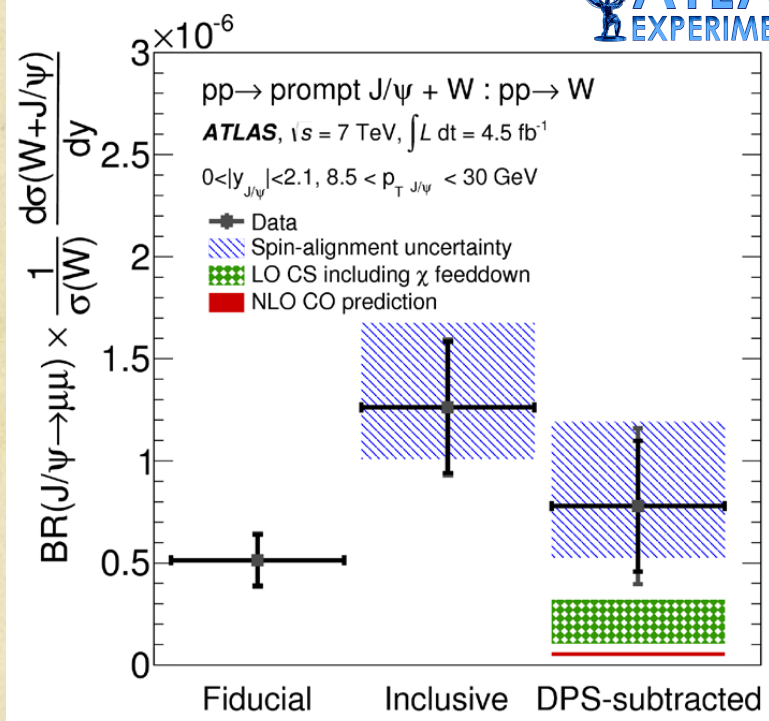 EXPERIME
3×10⁻⁶
pp→ prompt J/ψ + W : pp→ W
ATLAS, √s = 7 TeV, ∫L dt = 4.5 fb⁻¹
0<|y_J/ψ|<2.1, 8.5 < p_T J/ψ < 30 GeV
Data
Spin-alignment uncertainty
LO CS including χ feeddown
NLO CO prediction
BR(J/ψ→μμ) × 1/σ(W) dσ(W+J/ψ)/dy
2.5
2
1.5
1
0.5
0
Fiducial Inclusive DPS-subtracted